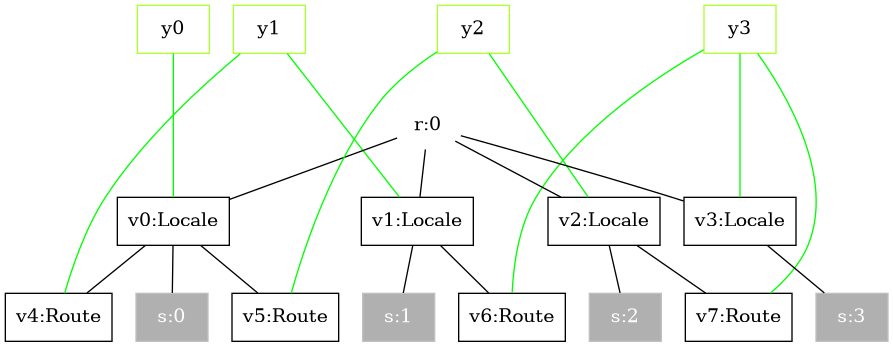 y0
y1
y2
y3
r:0
v0:Locale
v1:Locale
v2:Locale
v3:Locale
v4:Route
s:0
v5:Route
s:1
v6:Route
s:2
v7:Route
s:3